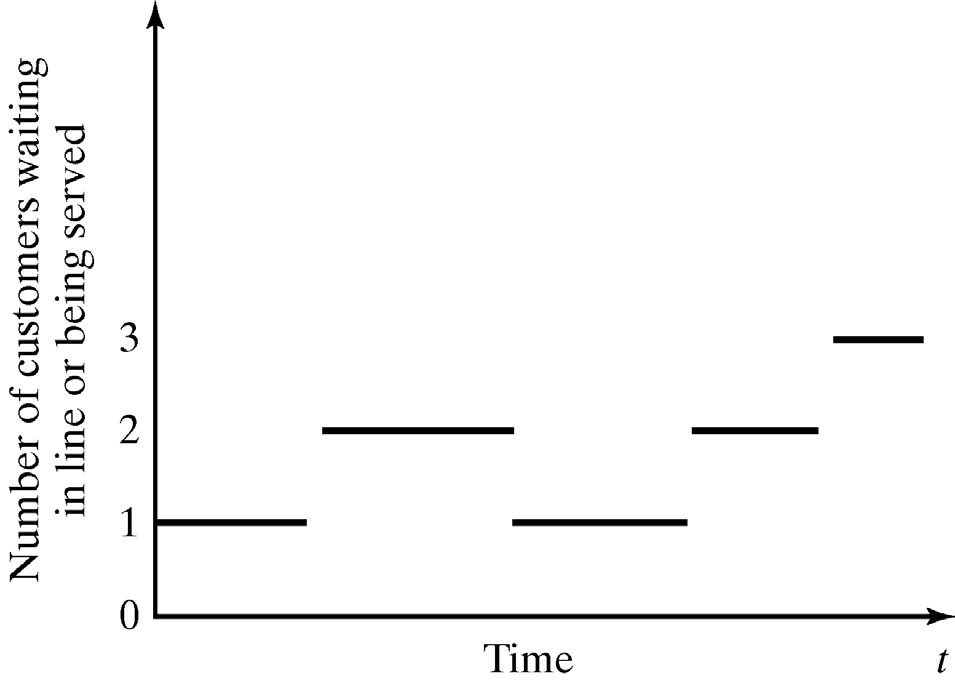 Number of customers waiting
in line or being served
3
2
1
0
Time
t